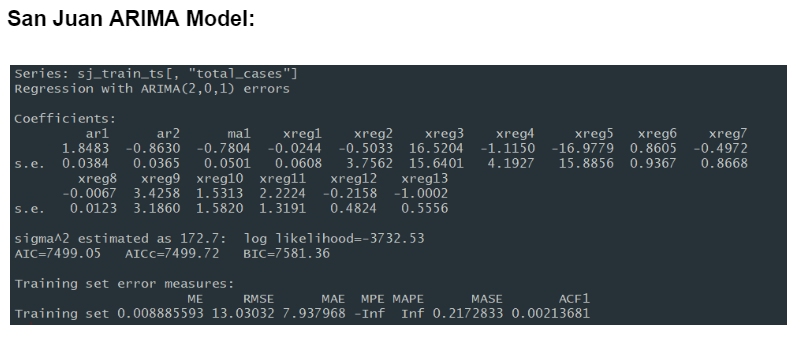 San Juan ARIMA Model:
Series: sj_train_ts[, "total_cases"]
Regression with ARIMA(2,0,1) errors
Coefficients:
ar1 ar2 ma1 xreg1 xreg2 xreg3 xreg4 xreg5 xreg6 xreg7
1.8483 -0.8630 -0.7804 -0.0244 -0.5033 16.5204 -1.1150 -16.9779 0.8605 -0.4972
s.e. 0.0384 0.0365 0.0501 0.0608 3.7562 15.6401 4.1927 15.8856 0.9367 0.8668
xreg8 xreg9 xreg10 xreg11 xreg12 xreg13
-0.0067 3.4258 1.5313 2.2224 -0.2158 -1.0002
s.e. 0.0123 3.1860 1.5820 1.3191 0.4824 0.5556
sigma^2 estimated as 172.7: log likelihood=-3732.53
AIC=7499.05 AICc=7499.72 BIC=7581.36
Training set error measures:
ME RMSE MAE MPE MAPE MASE ACF1
Training set 0.008885593 13.03032 7.937968 -Inf Inf 0.2172833 0.00213681